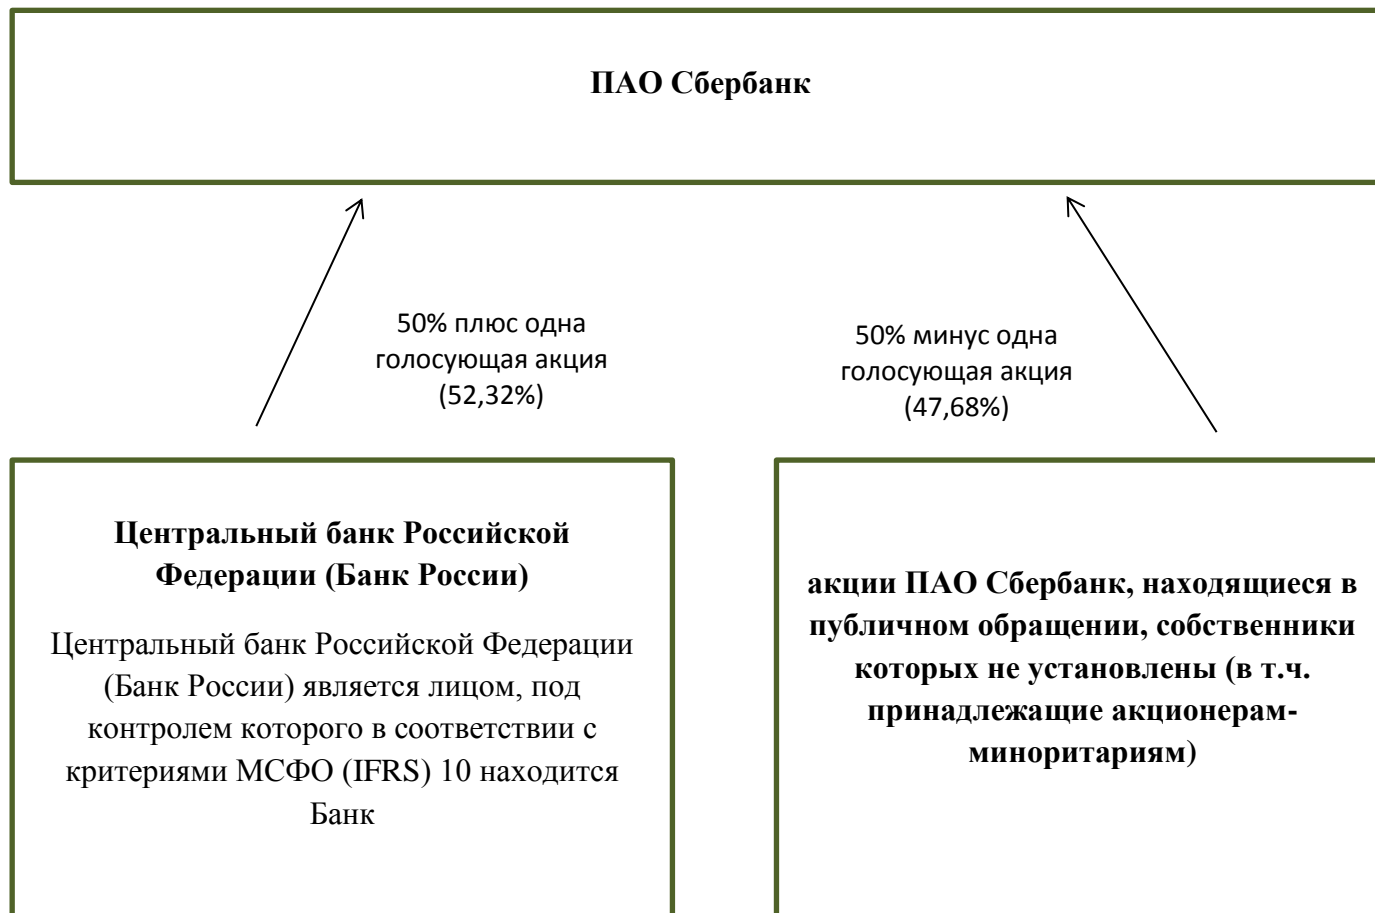 ПАО Сбербанк
50% плюс одна
голосующая акция
(52,32%)
50% минус одна
голосующая акция
(47,68%)
Центральный банк Российской
Федерации (Банк России)
Центральный банк Российской Федерации
(Банк России) является лицом, под
контролем которого в соответствии с
критериями МСФО (IFRS) 10 находится
Банк
акции ПАО Сбербанк, находящиеся в
публичном обращении, собственники
которых не установлены (в т.ч.
принадлежащие акционерам-
миноритариям)